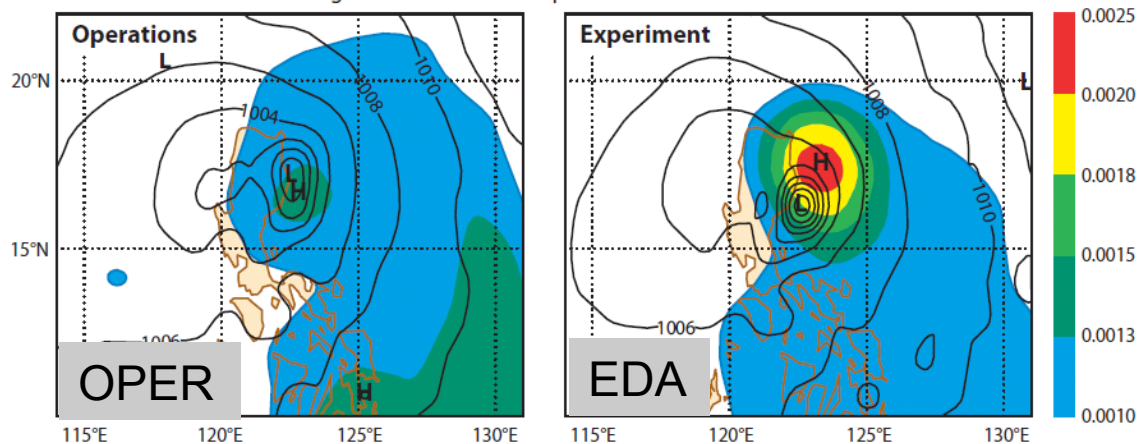 Operations
L
20°N
1010
1008
1004
L
H
15°N
1006
H
OPER
115°E 120°E 125°E 130°E
Experiment
L
1008
H
L
1010
1006
EDA
115°E 120°E 125°E 130°E
0.0025
0.0020
0.0018
0.0015
0.0013
0.0010